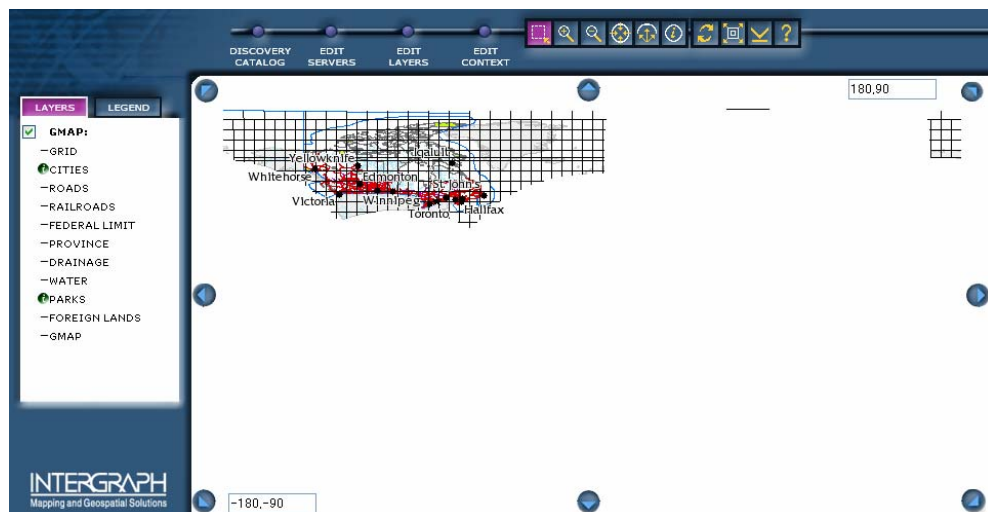 DISCOVERY CATALOG
EDIT SERVERS
EDIT LAYERS
EDIT CONTEXT
?
180,90
LAYERS
LEGEND
GMAP:
GRID
CITIES
ROADS
RAILROADS
FEDERAL LIMIT
PROVINCE
DRAINAGE
WATER
PARKS
FOREIGN LANDS
GMAP
Iqaluit
Yellowknife
Whitehorse
Edmonton
St. John's
Victoria
Winnipeg
Toronto
Halifax
INTERGRAPH
Mapping and Geospatial Solutions
-180,-90